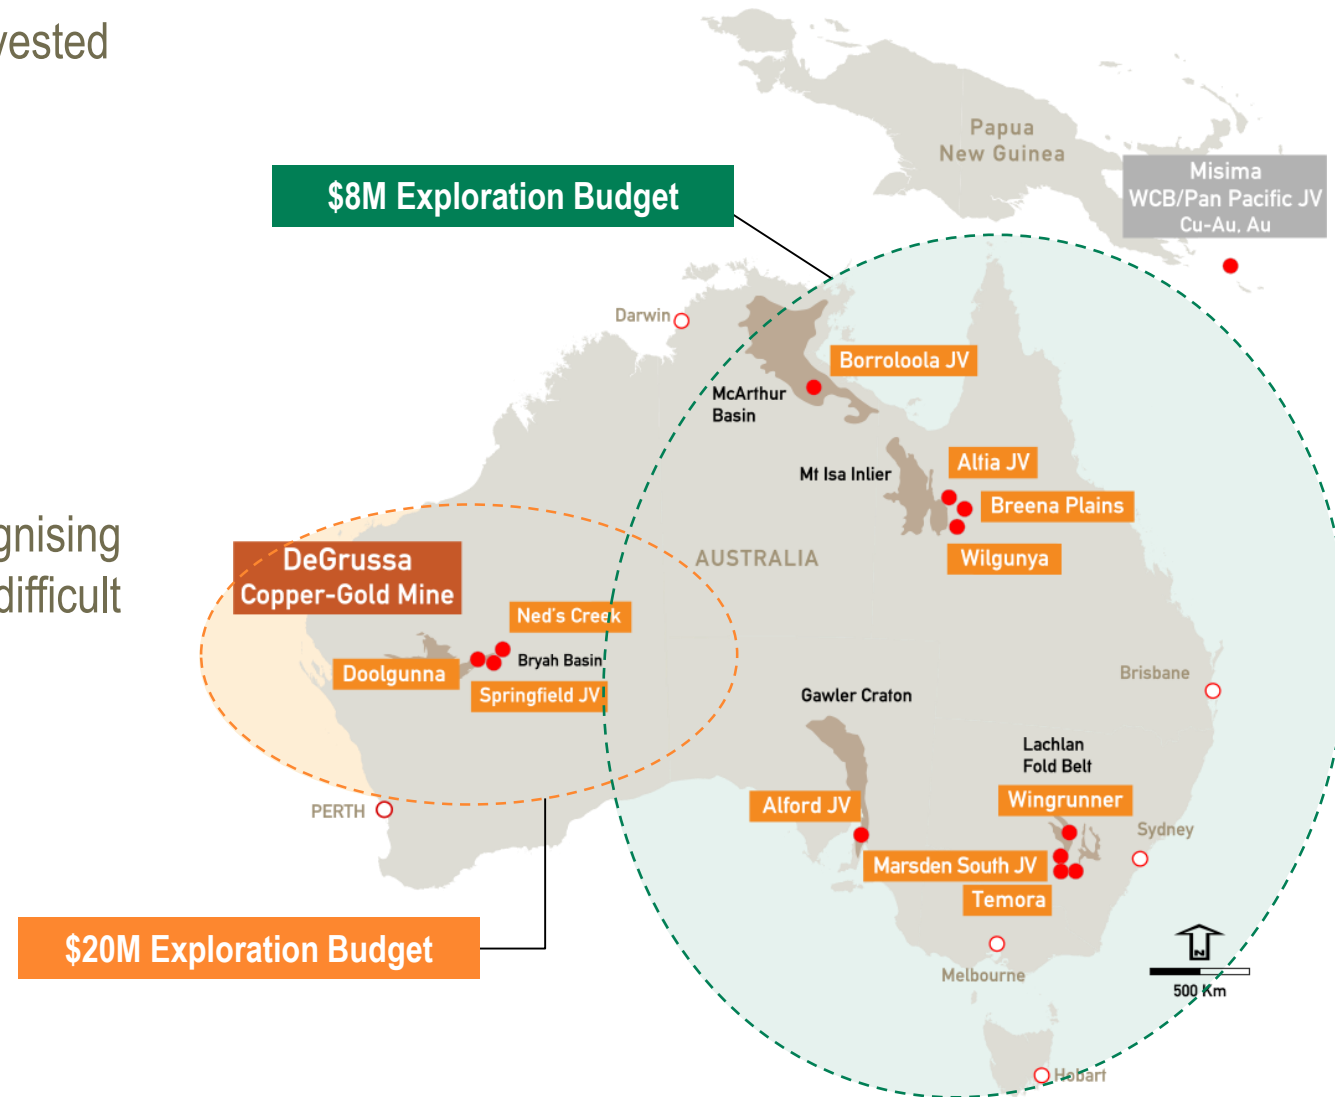 vested
Papua
New Guinea
Misima
WCB/Pan Pacific JV
Cu-Au, Au
$8M Exploration Budget
Darwin
Borroloola JV
McArthur
Basin
Mt Isa Inlier
Altia JV
Breena Plains
Wilgunya
gnising
difficult
DeGrussa
Copper-Gold Mine
AUSTRALIA
Ned's Creek
Bryah Basin
Doolgunna
Springfield JV
Brisbane
Gawler Craton
Lachlan
Fold Belt
Wingrunner
Alford JV
PERTH
Sydney
Marsden South JV
Temora
$20M Exploration Budget
Melbourne
N
500 Km
Hobart